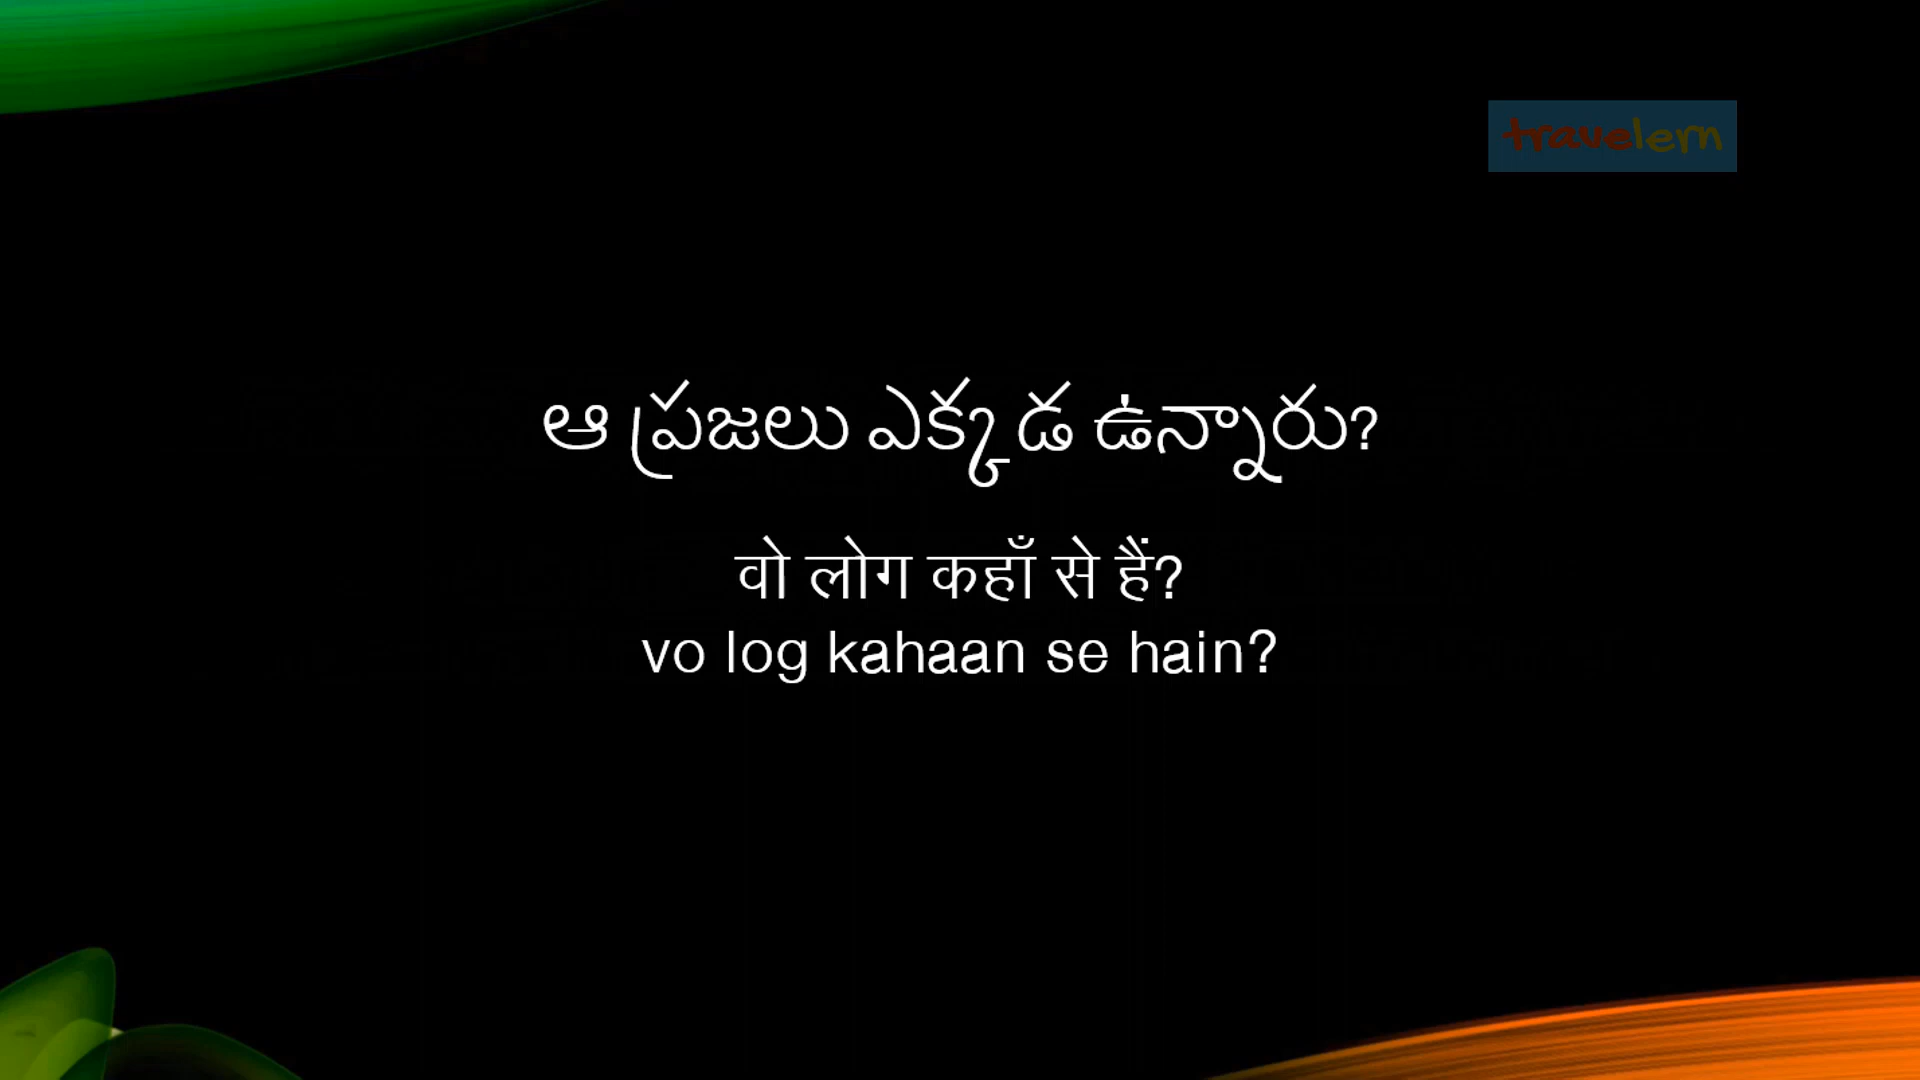 travelern
ఆ ప్రజలు ఎక్కడ ఉన్నారు?
वो लोग कहाँ से हैं?
vo log kahaan se hain?